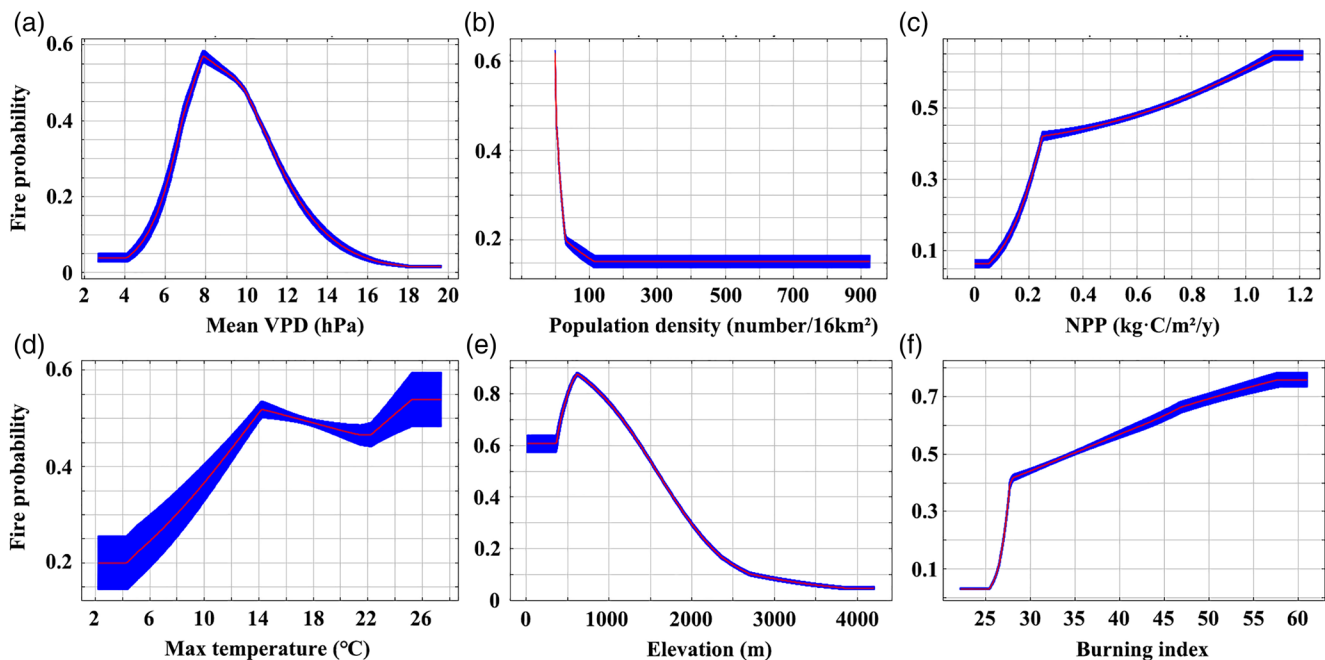 (a)
(b)
(c)
Fire probability
0.6
0.4
0.2
0
2 4 6 8 10 12 14 16 18 20
Mean VPD (hPa)
0.6
0.4
0.2
100 300 500 700 900
Population density (number/16km²)
0.5
0.3
0.1
0 0.2 0.4 0.6 0.8 1.0 1.2
NPP (kg·C/m²/y)
(d)
(e)
(f)
Fire probability
0.6
0.4
0.2
2 6 10 14 18 22 26
Max temperature (℃)
0.8
0.6
0.4
0.2
0
0 1000 2000 3000 4000
Elevation (m)
0.7
0.5
0.3
0.1
25 30 35 40 45 50 55 60
Burning index